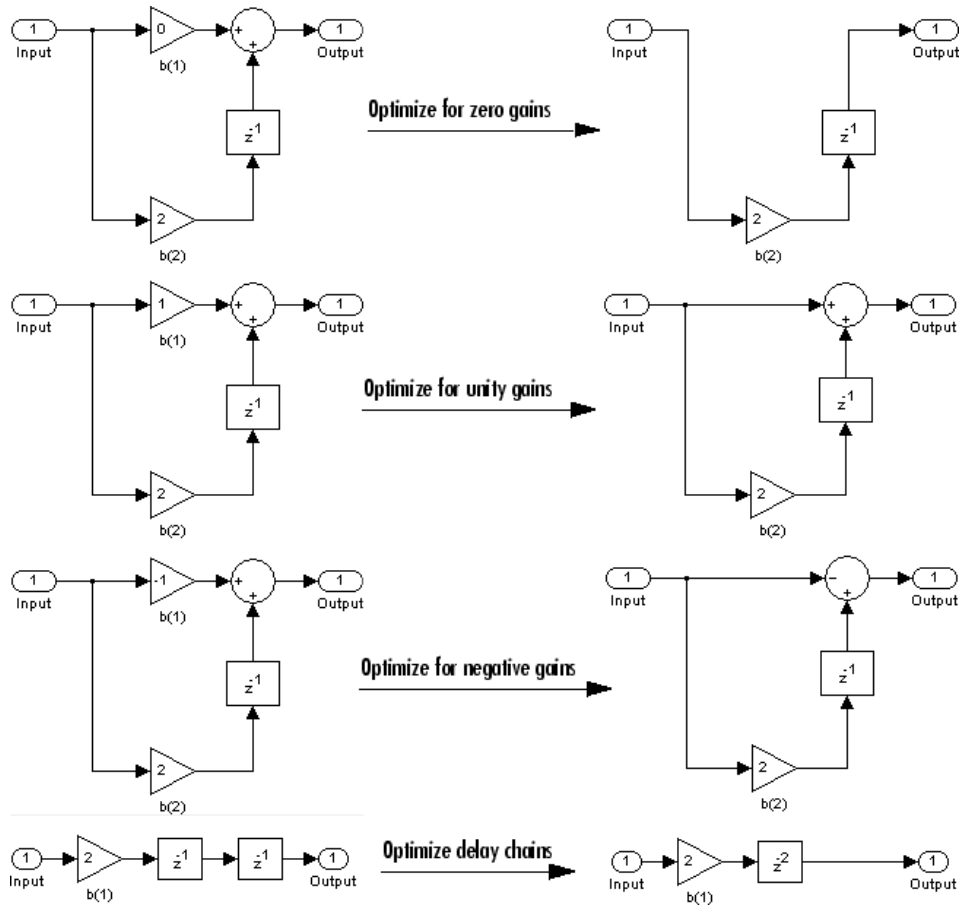 1 0 + + 1
Input b(1) Output
z-1
2
b(2)
Optimize for zero gains
1 1
Input Output
z-1
2
b(2)
1 1 + + 1
Input b(1) Output
z-1
2
b(2)
Optimize for unity gains
1 + + 1
Input Output
z-1
2
b(2)
1 -1 + + 1
Input b(1) Output
z-1
2
b(2)
Optimize for negative gains
1 − + 1
Input Output
z-1
2
b(2)
1 2 z-1 z-1 1
Input b(1) Output
Optimize delay chains
1 2 z-2 1
Input b(1) Output